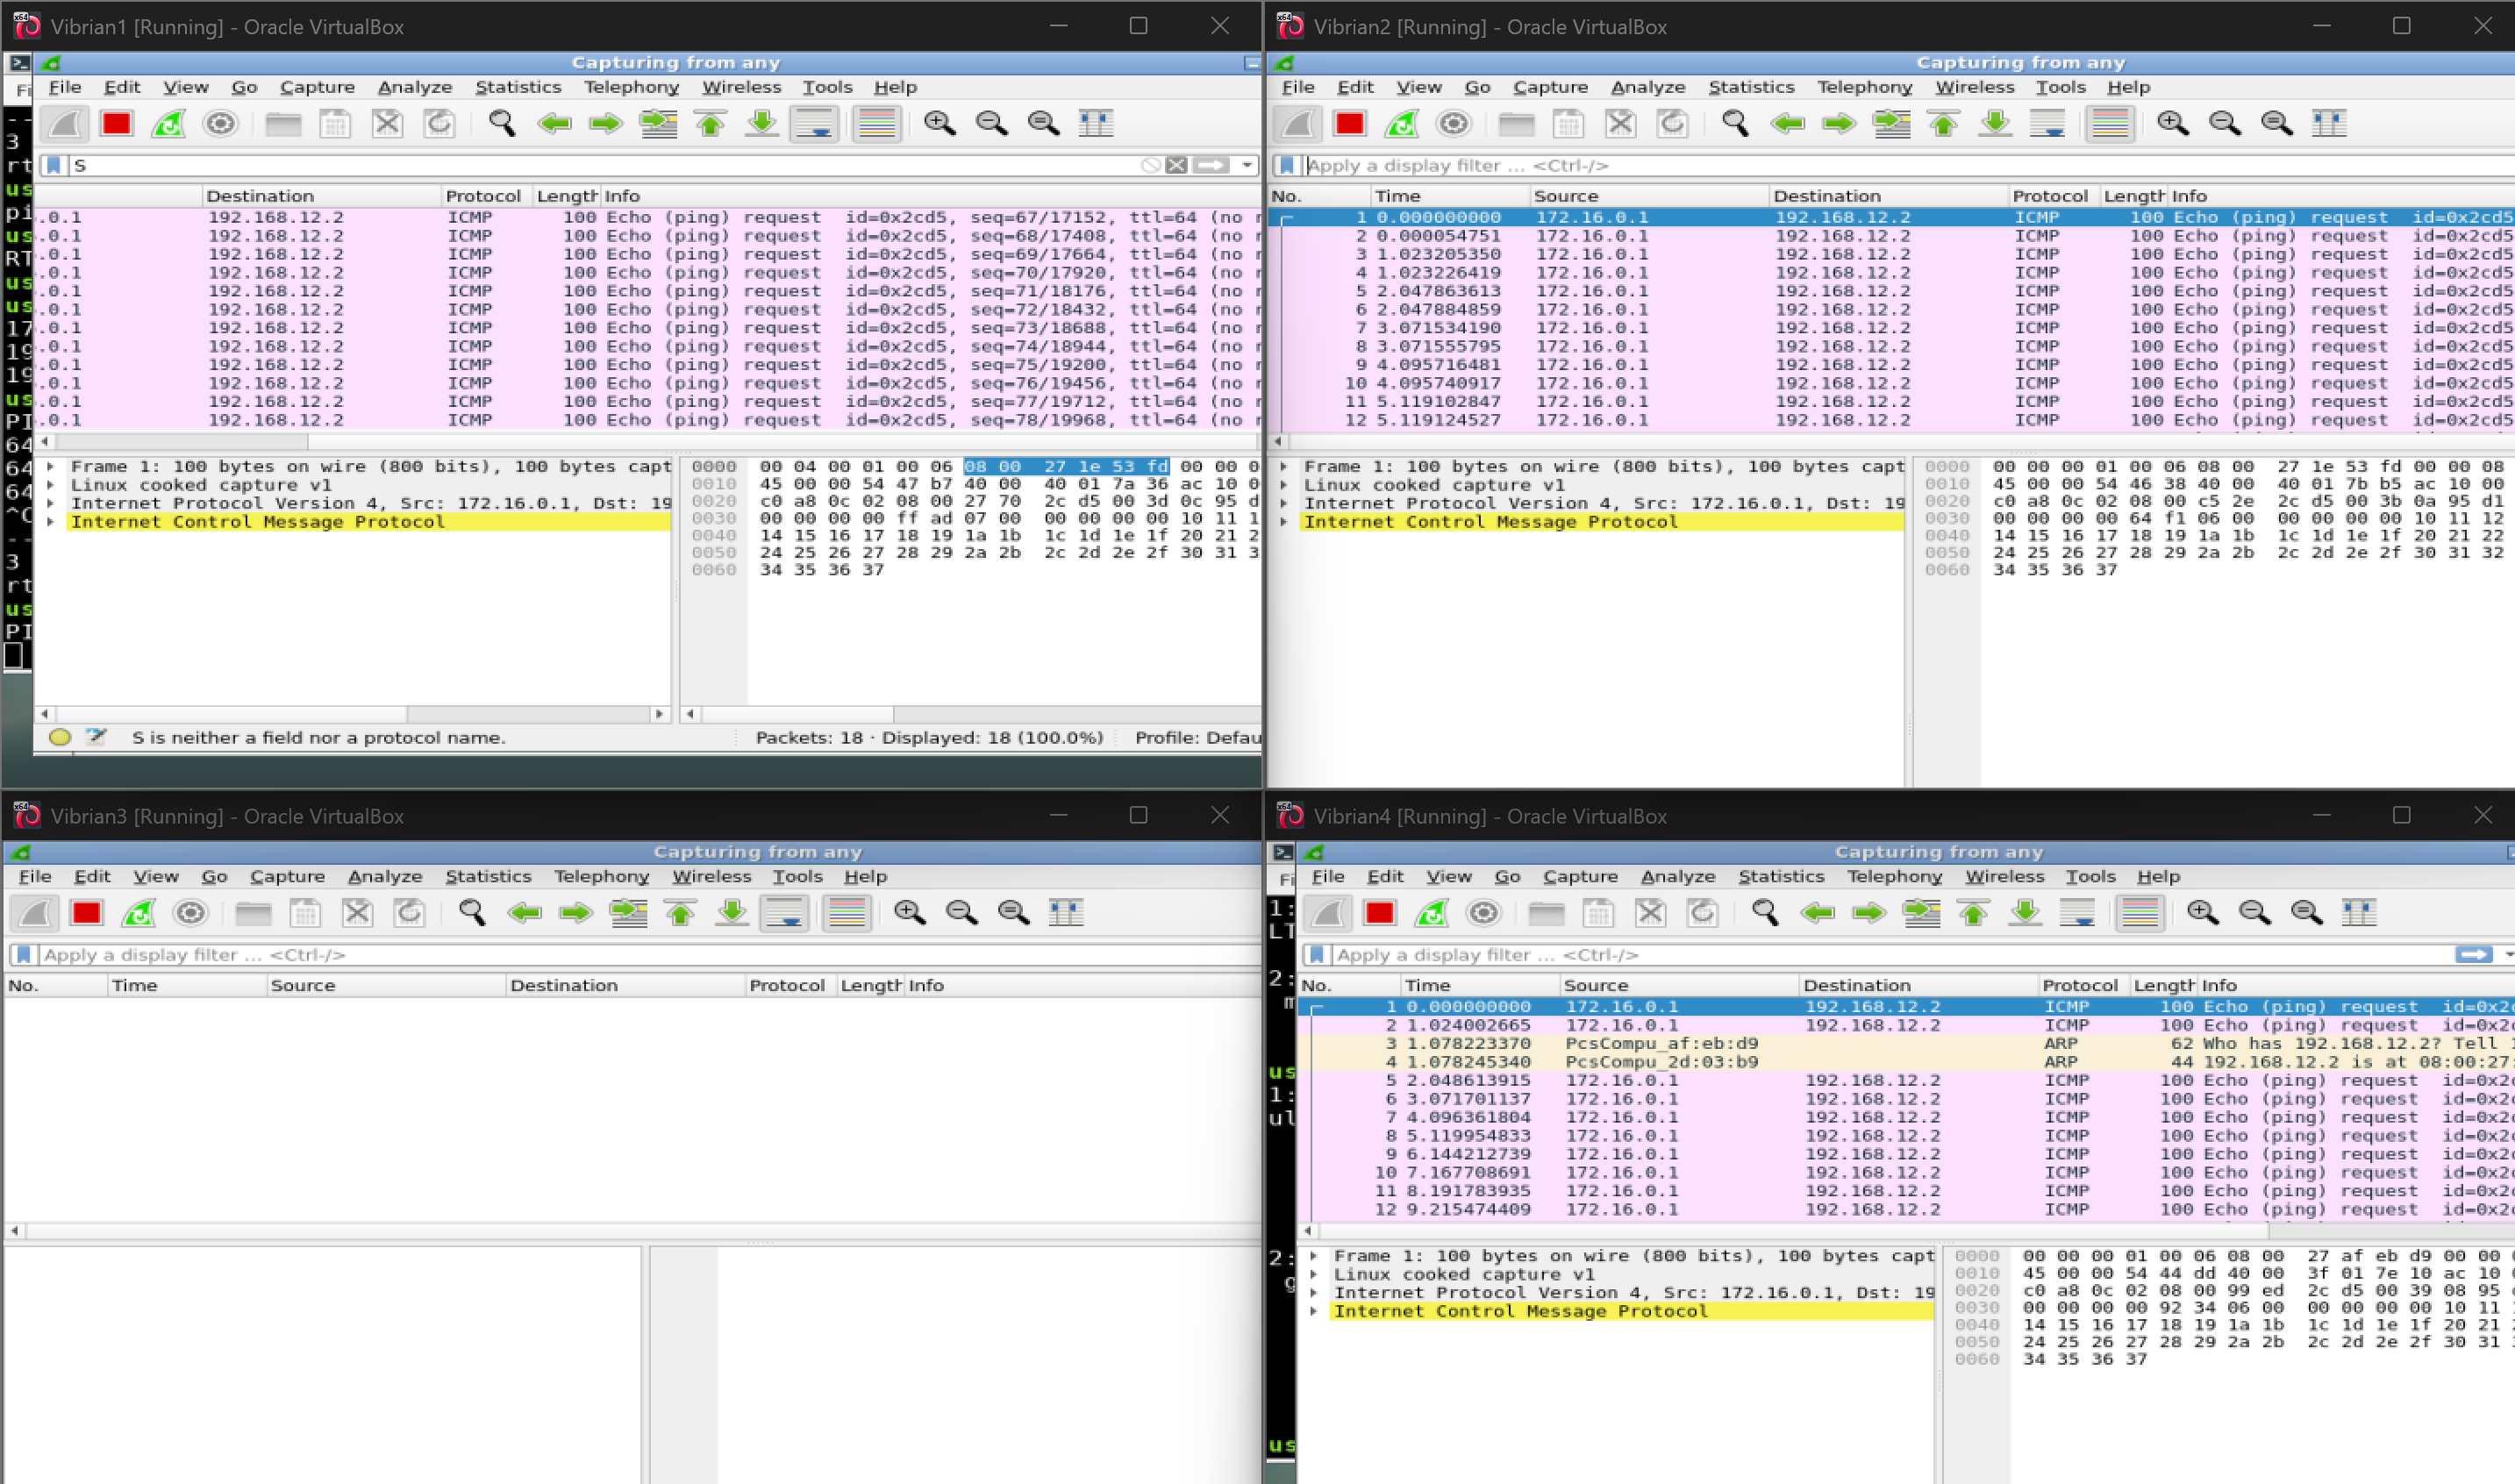 Vibrian1 [Running] - Oracle VirtualBox
Capturing from any
File Edit View Go Capture Analyze Statistics Telephony Wireless Tools Help
S
Destination Protocol Length Info
.0.1 192.168.12.2 ICMP 100 Echo (ping) request id=0x2cd5, seq=67/17152, ttl=64 (no
.0.1 192.168.12.2 ICMP 100 Echo (ping) request id=0x2cd5, seq=68/17408, ttl=64 (no
.0.1 192.168.12.2 ICMP 100 Echo (ping) request id=0x2cd5, seq=69/17664, ttl=64 (no
.0.1 192.168.12.2 ICMP 100 Echo (ping) request id=0x2cd5, seq=70/17920, ttl=64 (no
.0.1 192.168.12.2 ICMP 100 Echo (ping) request id=0x2cd5, seq=71/18176, ttl=64 (no
.0.1 192.168.12.2 ICMP 100 Echo (ping) request id=0x2cd5, seq=72/18432, ttl=64 (no
.0.1 192.168.12.2 ICMP 100 Echo (ping) request id=0x2cd5, seq=73/18688, ttl=64 (no
.0.1 192.168.12.2 ICMP 100 Echo (ping) request id=0x2cd5, seq=74/18944, ttl=64 (no
.0.1 192.168.12.2 ICMP 100 Echo (ping) request id=0x2cd5, seq=75/19200, ttl=64 (no
.0.1 192.168.12.2 ICMP 100 Echo (ping) request id=0x2cd5, seq=76/19456, ttl=64 (no
.0.1 192.168.12.2 ICMP 100 Echo (ping) request id=0x2cd5, seq=77/19712, ttl=64 (no
.0.1 192.168.12.2 ICMP 100 Echo (ping) request id=0x2cd5, seq=78/19968, ttl=64 (no
Frame 1: 100 bytes on wire (800 bits), 100 bytes capt
Linux cooked capture v1
Internet Protocol Version 4, Src: 172.16.0.1, Dst: 19
Internet Control Message Protocol
0000 00 04 00 01 00 06 08 00 27 1e 53 fd 00 00 0
0010 45 00 00 54 47 b7 40 00 40 01 7a 36 ac 10 0
0020 c0 a8 0c 02 08 00 27 70 2c d5 00 3d 0c 95 d
0030 00 00 00 00 ff ad 07 00 00 00 00 00 10 11 1
0040 14 15 16 17 18 19 1a 1b 1c 1d 1e 1f 20 21 2
0050 24 25 26 27 28 29 2a 2b 2c 2d 2e 2f 30 31 3
0060 34 35 36 37
S is neither a field nor a protocol name. Packets: 18 · Displayed: 18 (100.0%) Profile: Defau
Vibrian2 [Running] - Oracle VirtualBox
Capturing from any
File Edit View Go Capture Analyze Statistics Telephony Wireless Tools Help
Apply a display filter ... <Ctrl-/>
No. Time Source Destination Protocol Length Info
1 0.000000000 172.16.0.1 192.168.12.2 ICMP 100 Echo (ping) request id=0x2cd5
2 0.000054751 172.16.0.1 192.168.12.2 ICMP 100 Echo (ping) request id=0x2cd5
3 1.023205350 172.16.0.1 192.168.12.2 ICMP 100 Echo (ping) request id=0x2cd5
4 1.023226419 172.16.0.1 192.168.12.2 ICMP 100 Echo (ping) request id=0x2cd5
5 2.047863613 172.16.0.1 192.168.12.2 ICMP 100 Echo (ping) request id=0x2cd5
6 2.047884859 172.16.0.1 192.168.12.2 ICMP 100 Echo (ping) request id=0x2cd5
7 3.071534190 172.16.0.1 192.168.12.2 ICMP 100 Echo (ping) request id=0x2cd5
8 3.071555795 172.16.0.1 192.168.12.2 ICMP 100 Echo (ping) request id=0x2cd5
9 4.095716481 172.16.0.1 192.168.12.2 ICMP 100 Echo (ping) request id=0x2cd5
10 4.095740917 172.16.0.1 192.168.12.2 ICMP 100 Echo (ping) request id=0x2cd5
11 5.119102847 172.16.0.1 192.168.12.2 ICMP 100 Echo (ping) request id=0x2cd5
12 5.119124527 172.16.0.1 192.168.12.2 ICMP 100 Echo (ping) request id=0x2cd5
Frame 1: 100 bytes on wire (800 bits), 100 bytes capt
Linux cooked capture v1
Internet Protocol Version 4, Src: 172.16.0.1, Dst: 19
Internet Control Message Protocol
0000 00 00 00 01 00 06 08 00 27 1e 53 fd 00 00 08
0010 45 00 00 54 46 38 40 00 40 01 7b b5 ac 10 00
0020 c0 a8 0c 02 08 00 c5 2e 2c d5 00 3b 0a 95 d1
0030 00 00 00 00 64 f1 06 00 00 00 00 00 10 11 12
0040 14 15 16 17 18 19 1a 1b 1c 1d 1e 1f 20 21 22
0050 24 25 26 27 28 29 2a 2b 2c 2d 2e 2f 30 31 32
0060 34 35 36 37
Vibrian3 [Running] - Oracle VirtualBox
Capturing from any
File Edit View Go Capture Analyze Statistics Telephony Wireless Tools Help
Apply a display filter ... <Ctrl-/>
No. Time Source Destination Protocol Length Info
Vibrian4 [Running] - Oracle VirtualBox
Capturing from any
File Edit View Go Capture Analyze Statistics Telephony Wireless Tools Help
Apply a display filter ... <Ctrl-/>
No. Time Source Destination Protocol Length Info
1 0.000000000 172.16.0.1 192.168.12.2 ICMP 100 Echo (ping) request id=0x2c
2 1.024002665 172.16.0.1 192.168.12.2 ICMP 100 Echo (ping) request id=0x2c
3 1.078223370 PcsCompu_af:eb:d9 ARP 62 Who has 192.168.12.2? Tell 1
4 1.078245340 PcsCompu_2d:03:b9 ARP 44 192.168.12.2 is at 08:00:27:
5 2.048613915 172.16.0.1 192.168.12.2 ICMP 100 Echo (ping) request id=0x2c
6 3.071701137 172.16.0.1 192.168.12.2 ICMP 100 Echo (ping) request id=0x2c
7 4.096361804 172.16.0.1 192.168.12.2 ICMP 100 Echo (ping) request id=0x2c
8 5.119954833 172.16.0.1 192.168.12.2 ICMP 100 Echo (ping) request id=0x2c
9 6.144212739 172.16.0.1 192.168.12.2 ICMP 100 Echo (ping) request id=0x2c
10 7.167708691 172.16.0.1 192.168.12.2 ICMP 100 Echo (ping) request id=0x2c
11 8.191783935 172.16.0.1 192.168.12.2 ICMP 100 Echo (ping) request id=0x2c
12 9.215474409 172.16.0.1 192.168.12.2 ICMP 100 Echo (ping) request id=0x2c
Frame 1: 100 bytes on wire (800 bits), 100 bytes capt
Linux cooked capture v1
Internet Protocol Version 4, Src: 172.16.0.1, Dst: 19
Internet Control Message Protocol
0000 00 00 00 01 00 06 08 00 27 af eb d9 00 00
0010 45 00 00 54 44 dd 40 00 3f 01 7e 10 ac 10
0020 c0 a8 0c 02 08 00 99 ed 2c d5 00 39 08 95
0030 00 00 00 00 92 34 06 00 00 00 00 00 10 11
0040 14 15 16 17 18 19 1a 1b 1c 1d 1e 1f 20 21 2
0050 24 25 26 27 28 29 2a 2b 2c 2d 2e 2f 30 31 3
0060 34 35 36 37